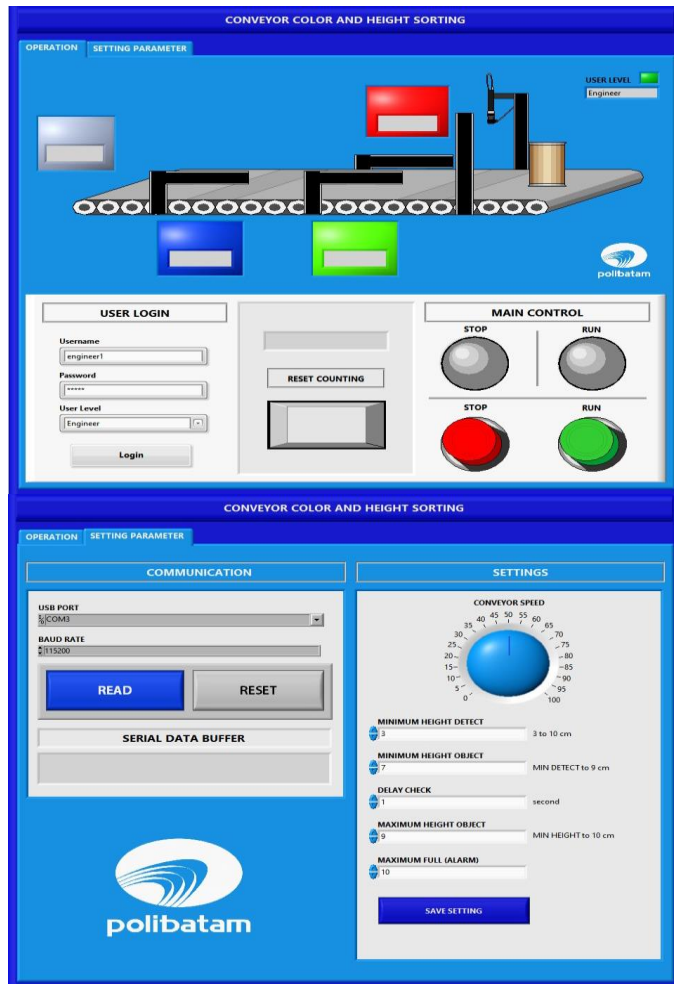 CONVEYOR COLOR AND HEIGHT SORTING
OPERATION SETTING PARAMETER
USER LEVEL
Engineer
polibatam
USER LOGIN
Username
engineer1
Password
*****
User Level
Engineer
Login
RESET COUNTING
MAIN CONTROL
STOP RUN
STOP RUN
CONVEYOR COLOR AND HEIGHT SORTING
OPERATION SETTING PARAMETER
COMMUNICATION
USB PORT
COM3
BAUD RATE
115200
READ RESET
SERIAL DATA BUFFER
polibatam
SETTINGS
CONVEYOR SPEED
0 5 10 15 20 25 30 35 40 45 50 55 60 65 70 75 80 85 90 95 100
MINIMUM HEIGHT DETECT
3 3 to 10 cm
MINIMUM HEIGHT OBJECT
7 MIN DETECT to 9 cm
DELAY CHECK
1 second
MAXIMUM HEIGHT OBJECT
9 MIN HEIGHT to 10 cm
MAXIMUM FULL (ALARM)
10
SAVE SETTING